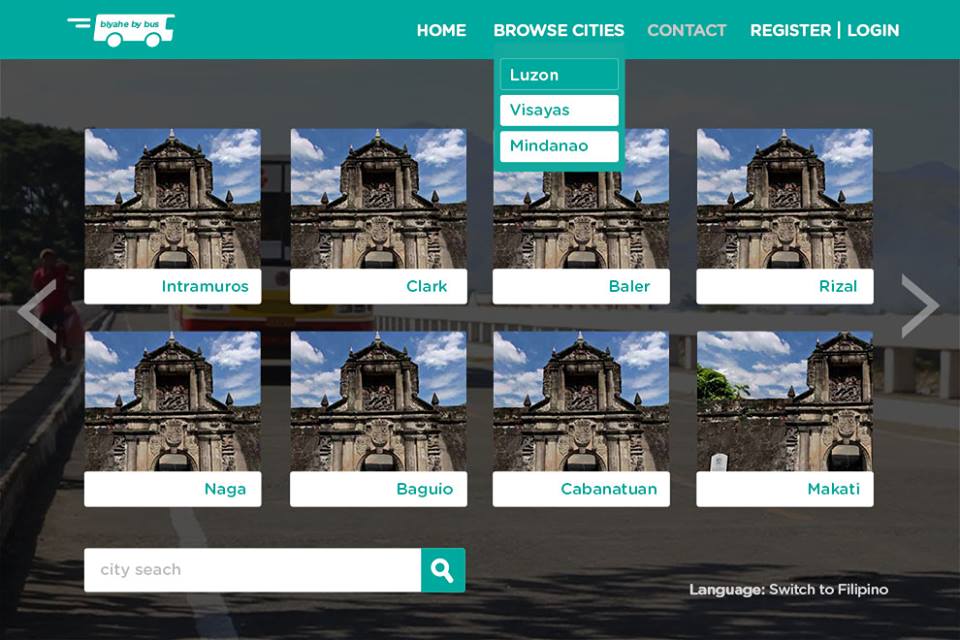 biyahe by bus
HOME BROWSE CITIES CONTACT REGISTER | LOGIN
Luzon
Visayas
Mindanao
Intramuros Clark Baler Rizal
Naga Baguio Cabanatuan Makati
city seach
Language: Switch to Filipino